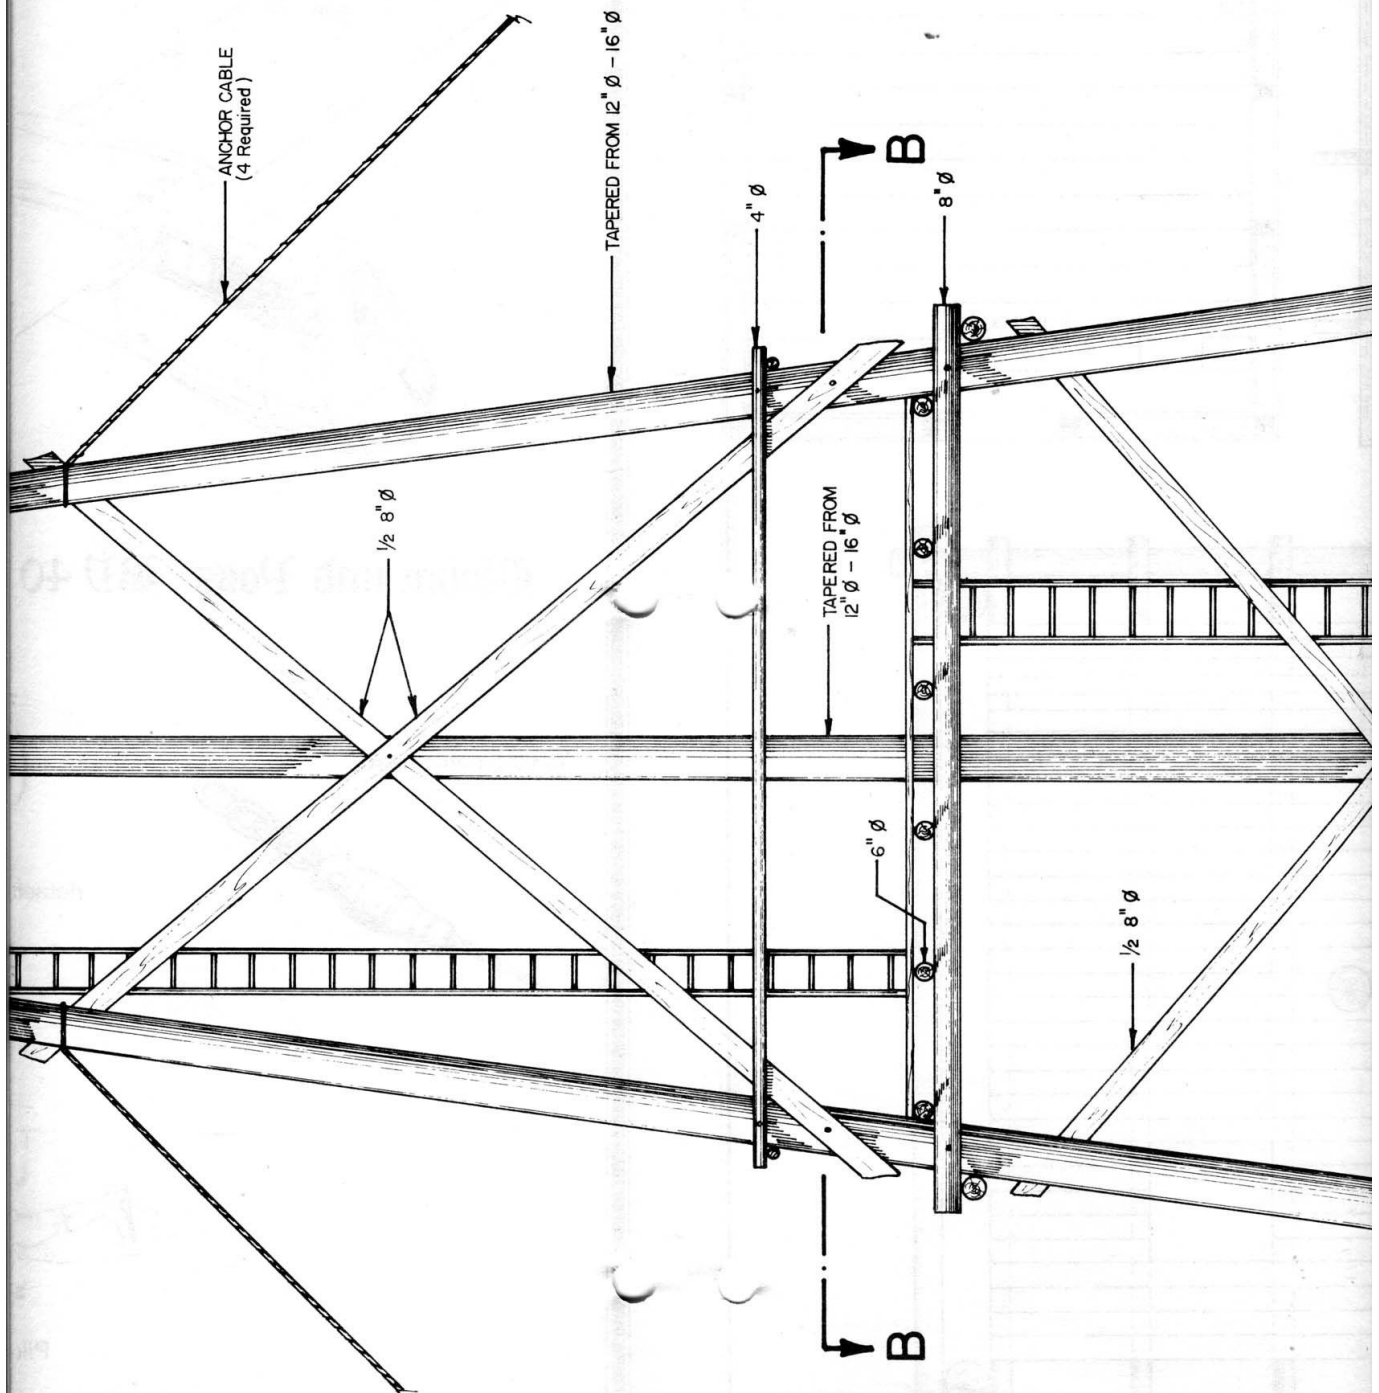 ANCHOR CABLE
(4 Required)
TAPERED FROM 12" Ø - 16" Ø
4" Ø
B
8" Ø
1/2 8" Ø
TAPERED FROM
12" Ø - 16" Ø
6" Ø
1/2 8" Ø
B